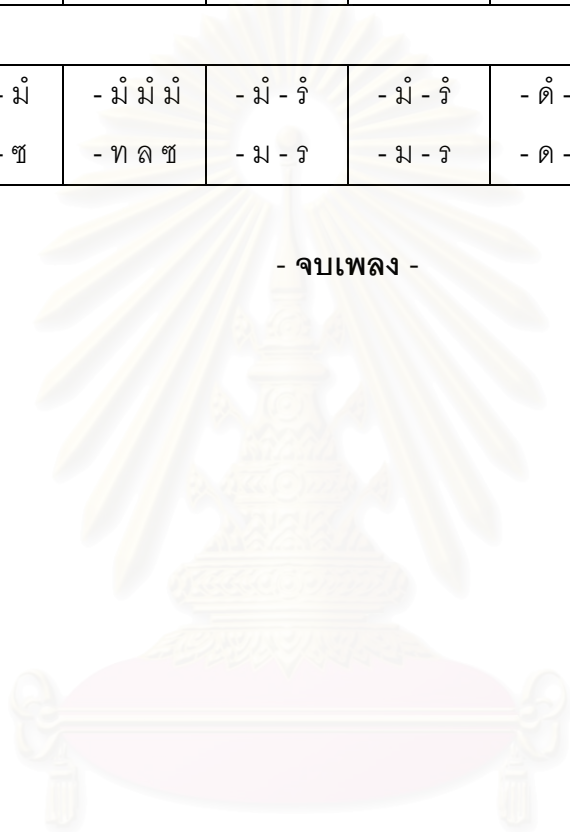 - มํ - มํ มํ มํ - มํ - รํ - มํ - รํ - ดํ -
- ซ - ท ล ซ - ม - ร - ม - ร - ด -
- จบเพลง -